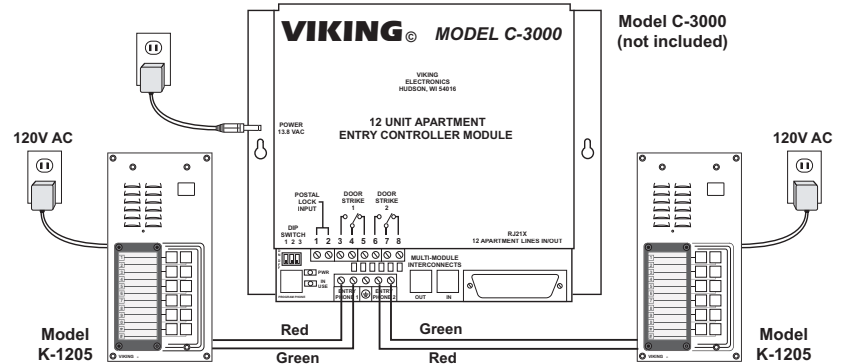 VIKING© MODEL C-3000
Model C-3000
(not included)
VIKING
ELECTRONICS
HUDSON, WI 54016
POWER
13.8 VAC
12 UNIT APARTMENT
ENTRY CONTROLLER MODULE
120V AC
120V AC
POSTAL
LOCK
INPUT
DOOR
STRIKE
1
DOOR
STRIKE
2
DIP
SWITCH
1 2 3
1 2 3 4 5 6 7 8
RJ21X
12 APARTMENT LINES IN/OUT
MULTI-MODULE
INTERCONNECTS
PWR
IN
USE
ENTRY
PHONE 1
ENTRY
PHONE 2
OUT
IN
Red
Green
Green
Red
Model
K-1205
VIKING
Model
K-1205
VIKING